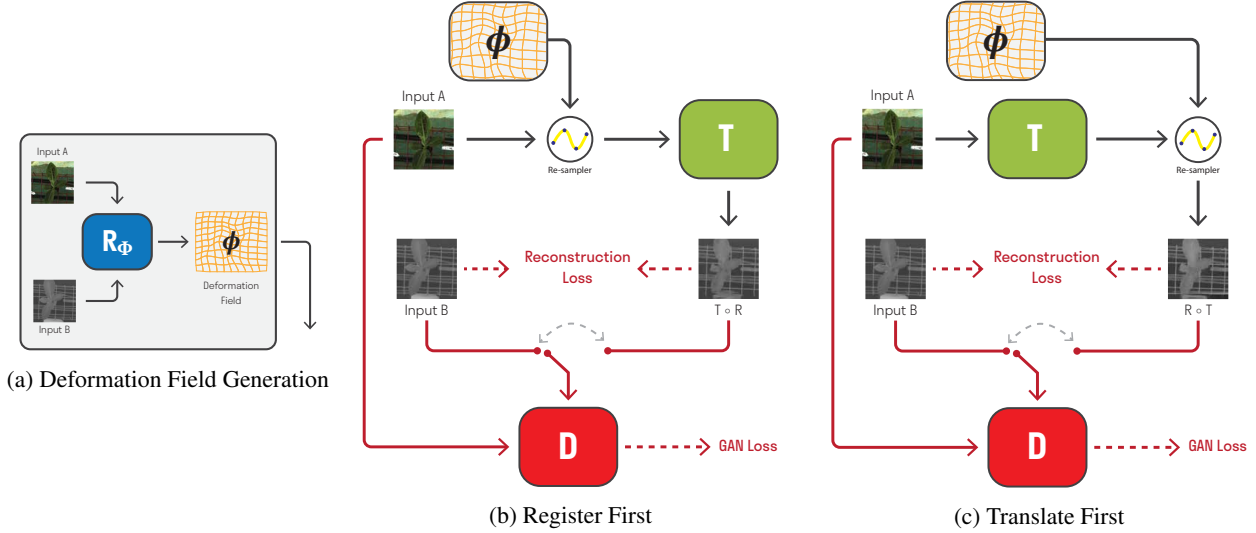 Input A
R_Φ
ϕ
Deformation
Field
Input B
(a) Deformation Field Generation
ϕ
Input A
Re-sampler
T
Reconstruction
Loss
Input B
T ∘ R
D
GAN Loss
(b) Register First
ϕ
Input A
T
Re-sampler
Reconstruction
Loss
Input B
R ∘ T
D
GAN Loss
(c) Translate First